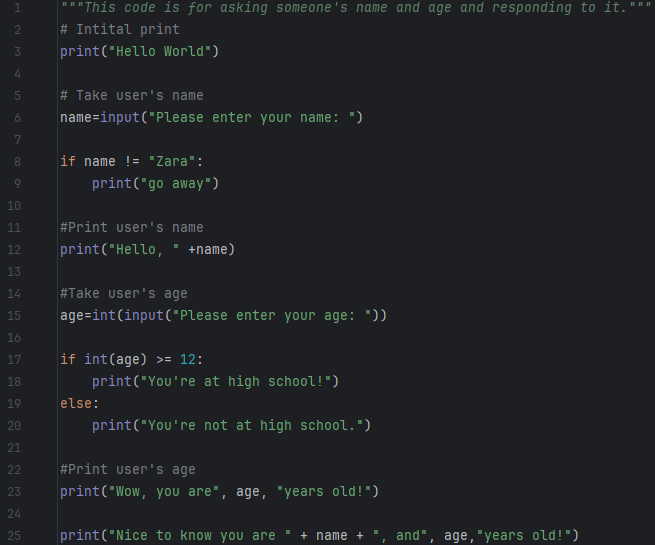 1 """This code is for asking someone's name and age and responding to it."""
2 # Intital print
3 print("Hello World")
4
5 # Take user's name
6 name=input("Please enter your name: ")
7
8 if name != "Zara":
9     print("go away")
10
11 #Print user's name
12 print("Hello, " +name)
13
14 #Take user's age
15 age=int(input("Please enter your age: "))
16
17 if int(age) >= 12:
18     print("You're at high school!")
19 else:
20     print("You're not at high school.")
21
22 #Print user's age
23 print("Wow, you are", age, "years old!")
24
25 print("Nice to know you are " + name + ", and", age,"years old!")